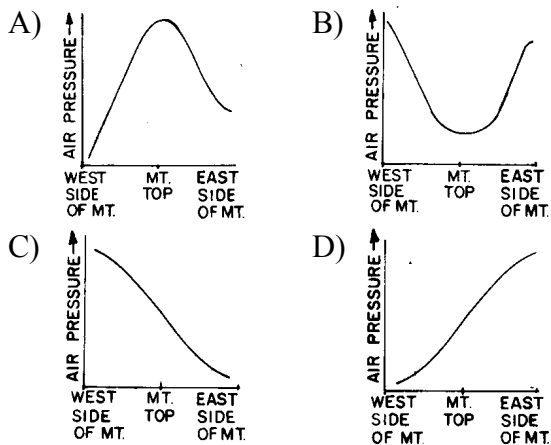 A)
AIR PRESSURE→
WEST
SIDE
OF MT.
MT.
TOP
EAST
SIDE
OF MT.
B)
AIR PRESSURE→
WEST
SIDE
OF MT.
MT.
TOP
EAST
SIDE
OF MT.
C)
AIR PRESSURE→
WEST
SIDE
OF MT.
MT.
TOP
EAST
SIDE
OF MT.
D)
AIR PRESSURE→
WEST
SIDE
OF MT.
MT.
TOP
EAST
SIDE
OF MT.